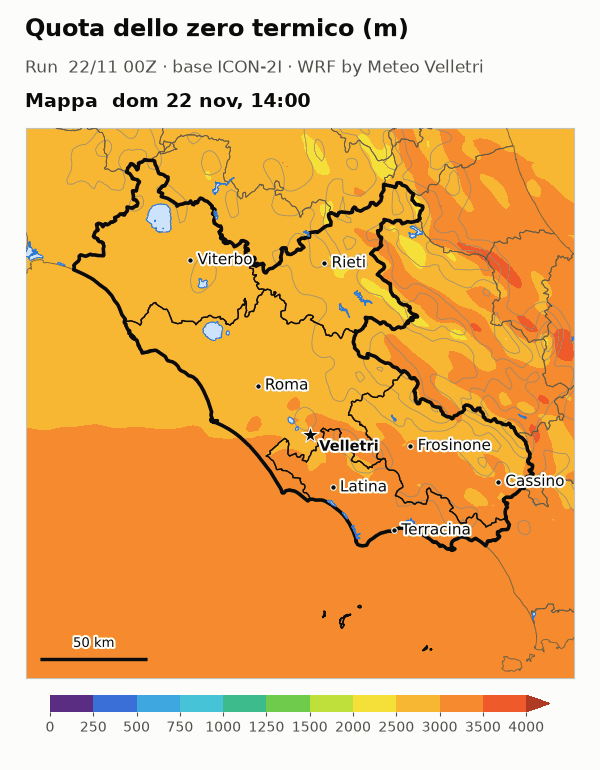 Quota dello zero termico (m)
Run  22/11 00Z · base ICON-2I · WRF by Meteo Velletri
Mappa  dom 22 nov, 14:00
Viterbo
Rieti
Roma
Velletri
Frosinone
Cassino
Latina
Terracina
50 km
0 250 500 750 1000 1250 1500 2000 2500 3000 3500 4000